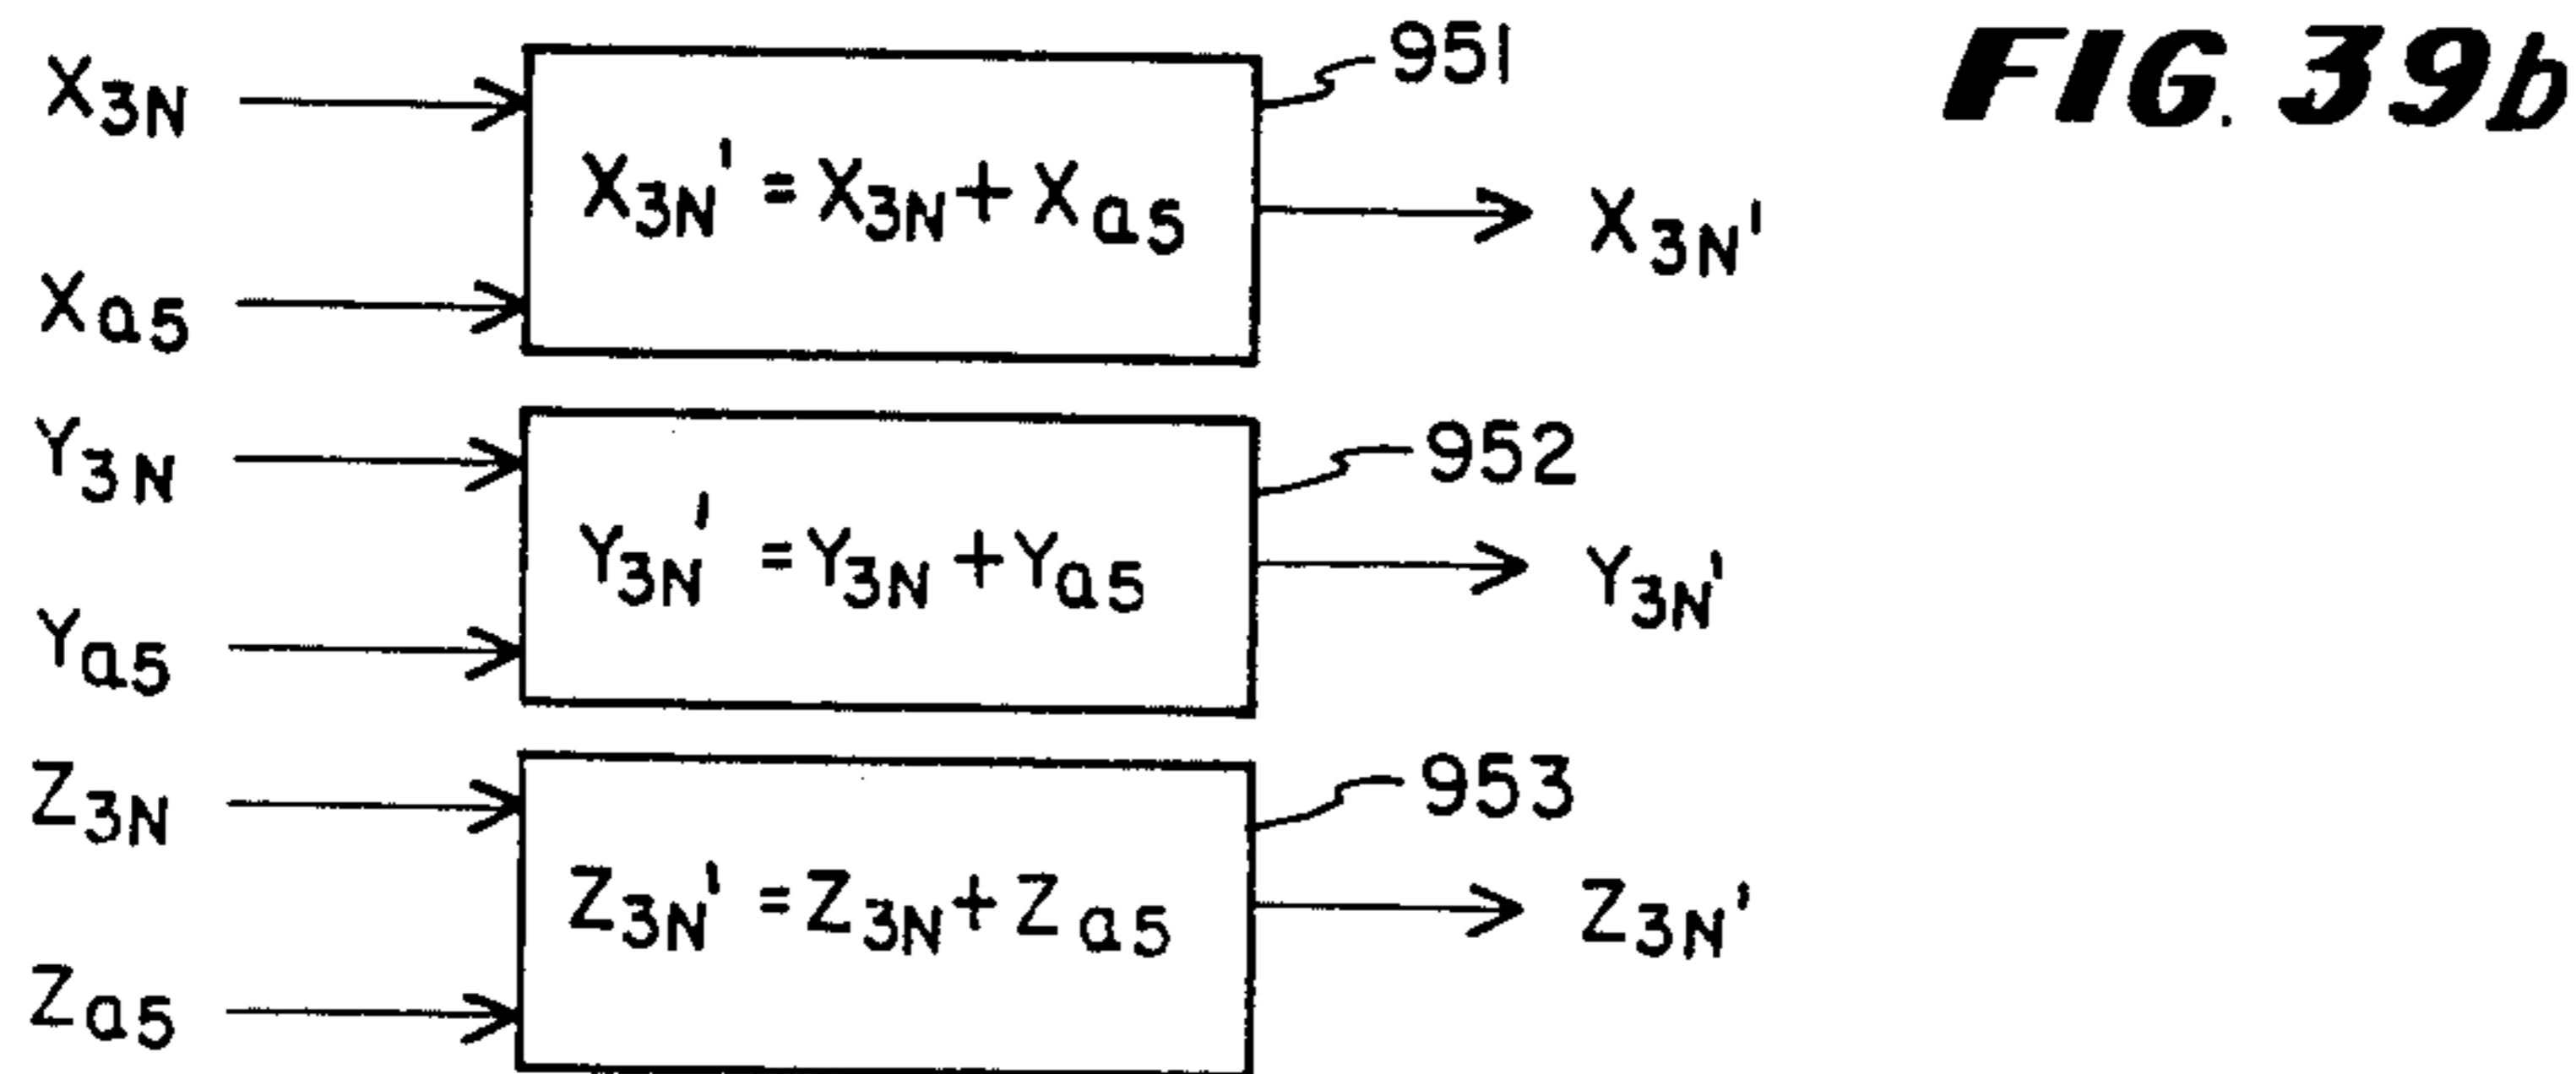 FIG. 39b
X3N
Xa5
951
X3N' = X3N + Xa5
X3N'
Y3N
Ya5
952
Y3N' = Y3N + Ya5
Y3N'
Z3N
Za5
953
Z3N' = Z3N + Za5
Z3N'